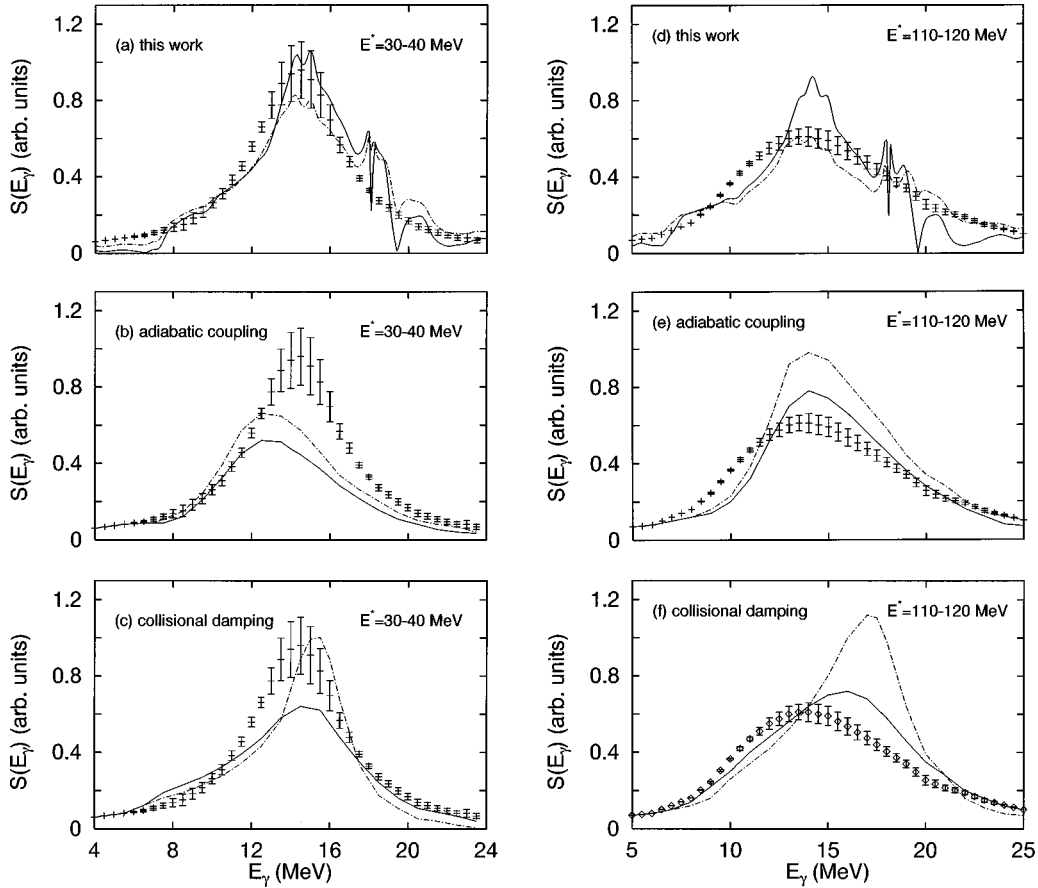 (a) this work
E*=30-40 MeV
S(Eγ) (arb. units)
1.2
0.8
0.4
0
(d) this work
E*=110-120 MeV
S(Eγ) (arb. units)
1.2
0.8
0.4
0
(b) adiabatic coupling
E*=30-40 MeV
S(Eγ) (arb. units)
1.2
0.8
0.4
0
(e) adiabatic coupling
E*=110-120 MeV
S(Eγ) (arb. units)
1.2
0.8
0.4
0
(c) collisional damping
E*=30-40 MeV
S(Eγ) (arb. units)
1.2
0.8
0.4
0
4 8 12 16 20 24
Eγ (MeV)
(f) collisional damping
E*=110-120 MeV
S(Eγ) (arb. units)
1.2
0.8
0.4
0
5 10 15 20 25
Eγ (MeV)